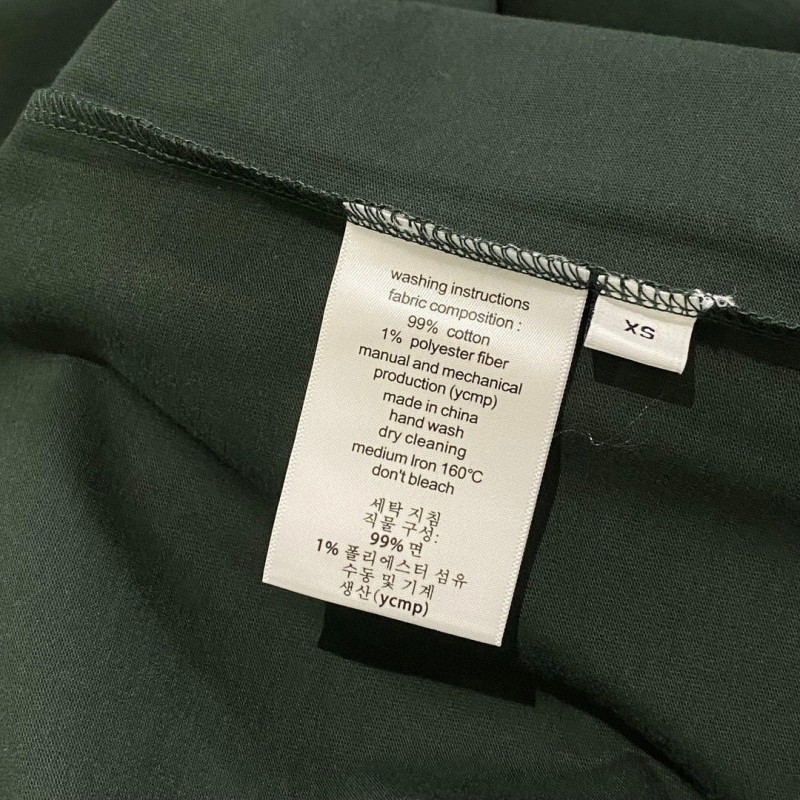 washing instructions
fabric composition :
99% cotton
1% polyester fiber
manual and mechanical
production (ycmp)
made in china
hand wash
dry cleaning
medium Iron 160℃
don't bleach
세탁 지침
직물 구성:
99% 면
1% 폴리에스터 섬유
수동 및 기계
생산(ycmp)
XS